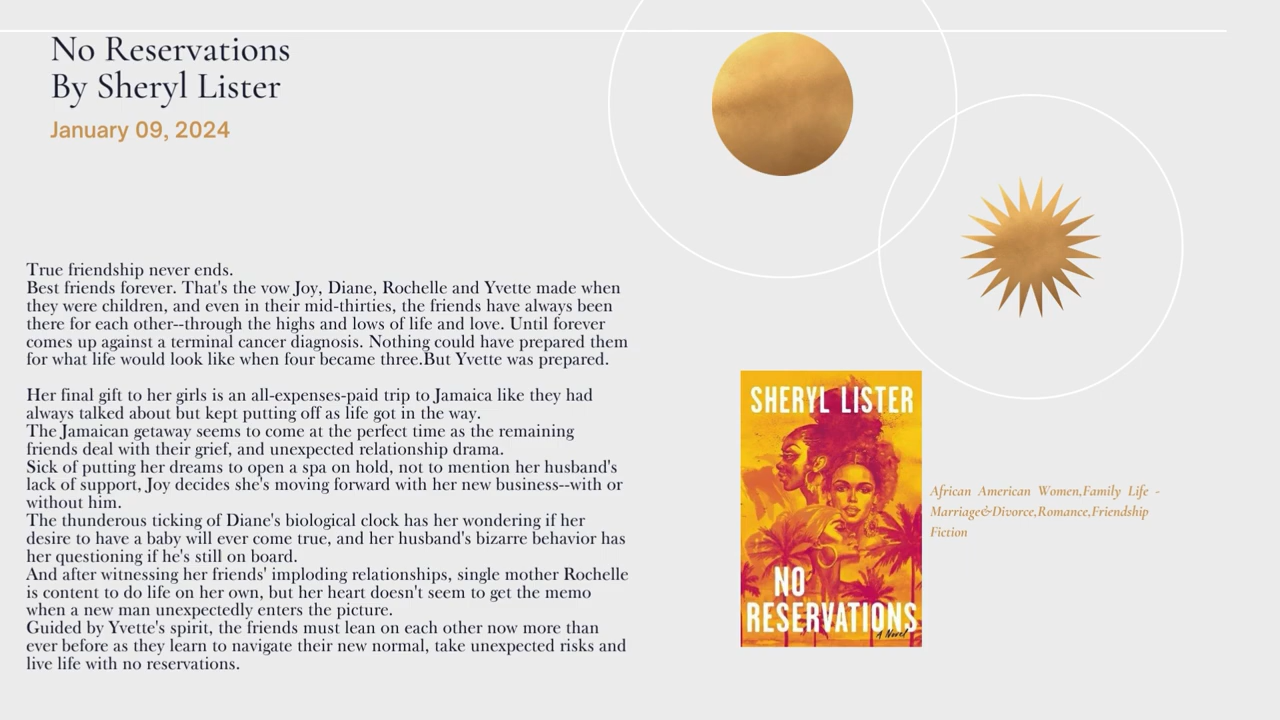 No Reservations
By Sheryl Lister
January 09, 2024
True friendship never ends.
Best friends forever. That's the vow Joy, Diane, Rochelle and Yvette made when
they were children, and even in their mid-thirties, the friends have always been
there for each other--through the highs and lows of life and love. Until forever
comes up against a terminal cancer diagnosis. Nothing could have prepared them
for what life would look like when four became three.But Yvette was prepared.
Her final gift to her girls is an all-expenses-paid trip to Jamaica like they had
always talked about but kept putting off as life got in the way.
The Jamaican getaway seems to come at the perfect time as the remaining
friends deal with their grief, and unexpected relationship drama.
Sick of putting her dreams to open a spa on hold, not to mention her husband's
lack of support, Joy decides she's moving forward with her new business--with or
without him.
The thunderous ticking of Diane's biological clock has her wondering if her
desire to have a baby will ever come true, and her husband's bizarre behavior has
her questioning if he's still on board.
And after witnessing her friends' imploding relationships, single mother Rochelle
is content to do life on her own, but her heart doesn't seem to get the memo
when a new man unexpectedly enters the picture.
Guided by Yvette's spirit, the friends must lean on each other now more than
ever before as they learn to navigate their new normal, take unexpected risks and
live life with no reservations.
SHERYL LISTER
NO
RESERVATIONS
A Novel
African American Women,Family Life -
Marriage&Divorce,Romance,Friendship
Fiction